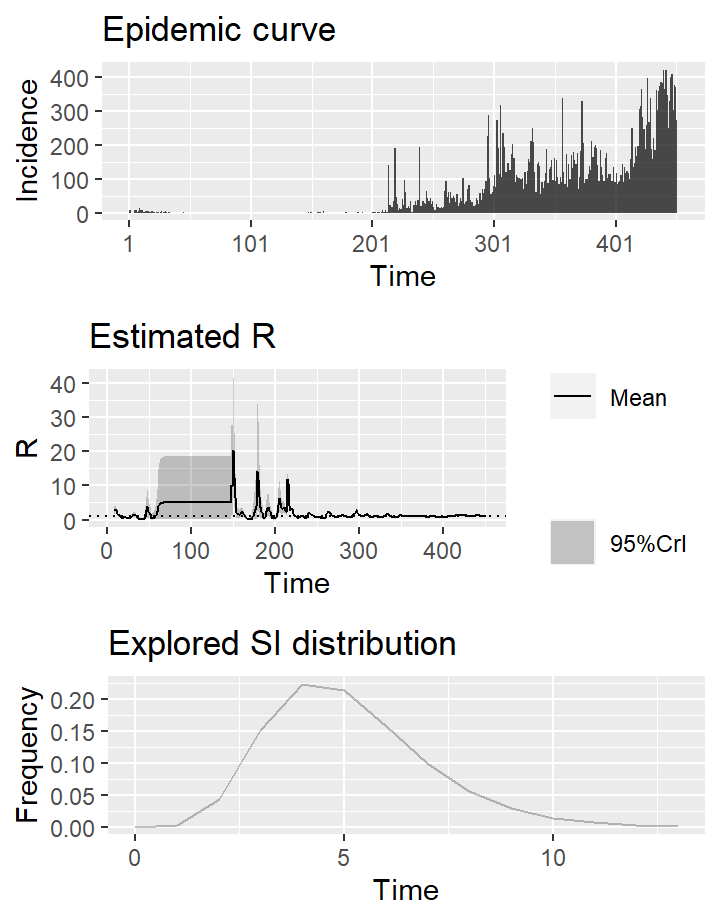 Epidemic curve
Incidence
400
300
200
100
0
1 101 201 301 401
Time
Estimated R
R
40
30
20
10
0
0 100 200 300 400
Time
Mean
95%CrI
Explored SI distribution
Frequency
0.20
0.15
0.10
0.05
0.00
0 5 10
Time